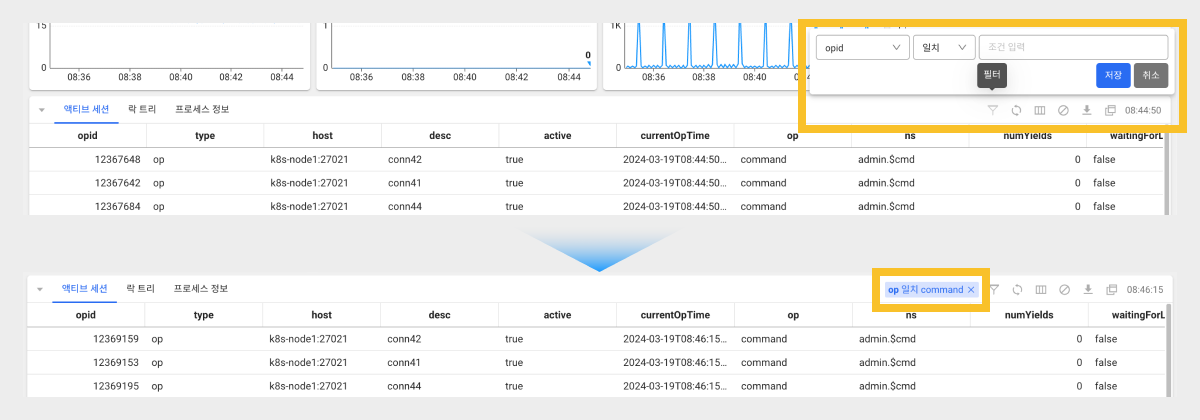 15
0
08:36 08:38 08:40 08:42 08:44
1
0
0
08:36 08:38 08:40 08:42 08:44
1K
0
08:36 08:38 08:40
opid 일치 조건 입력
필터 저장 취소
액티브 세션 락 트리 프로세스 정보 08:44:50
opid type host desc active currentOpTime op ns numYields waitingForL
12367648 op k8s-node1:27021 conn42 true 2024-03-19T08:44:50... command admin.$cmd 0 false
12367642 op k8s-node1:27021 conn41 true 2024-03-19T08:44:50... command admin.$cmd 0 false
12367684 op k8s-node1:27021 conn44 true 2024-03-19T08:44:50... command admin.$cmd 0 false
액티브 세션 락 트리 프로세스 정보 op 일치 command × 08:46:15
opid type host desc active currentOpTime op ns numYields waitingForL
12369159 op k8s-node1:27021 conn42 true 2024-03-19T08:46:15... command admin.$cmd 0 false
12369153 op k8s-node1:27021 conn41 true 2024-03-19T08:46:15... command admin.$cmd 0 false
12369195 op k8s-node1:27021 conn44 true 2024-03-19T08:46:15... command admin.$cmd 0 false